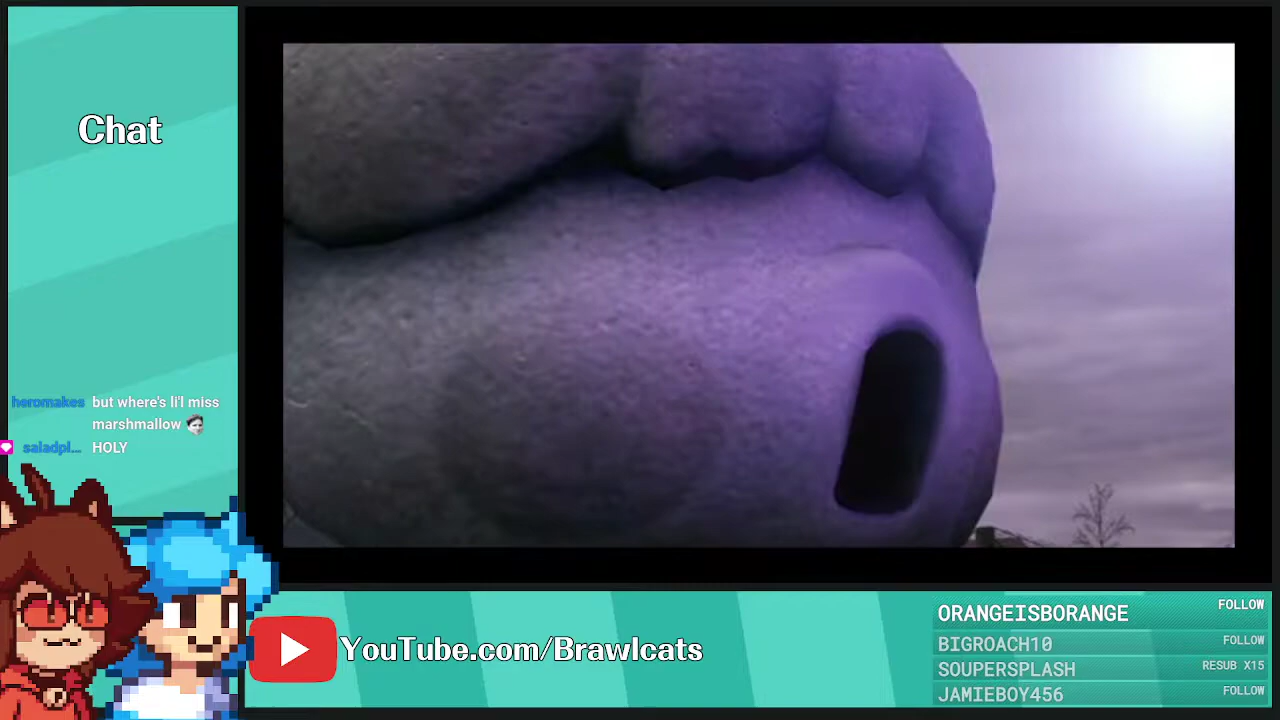 Chat
heromakes but where's li'l miss
marshmallow
saladpl... HOLY
YouTube.com/Brawlcats
ORANGEISBORANGE FOLLOW
BIGROACH10 FOLLOW
SOUPERSPLASH RESUB X15
JAMIEBOY456 FOLLOW